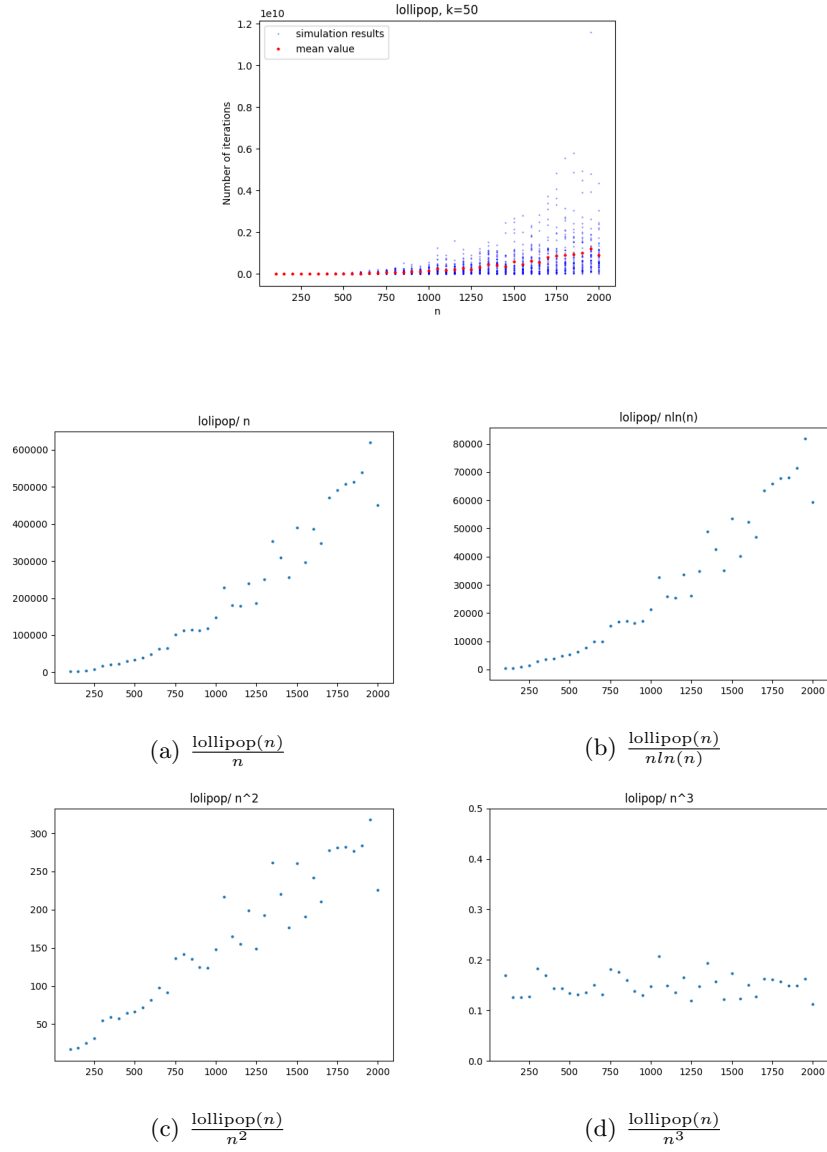 lollipop, k=50
1e10
simulation results
mean value
Number of iterations
1.2
1.0
0.8
0.6
0.4
0.2
0.0
250 500 750 1000 1250 1500 1750 2000
n
lolipop/ n
600000
500000
400000
300000
200000
100000
0
250 500 750 1000 1250 1500 1750 2000
(a) lollipop(n)
n
lolipop/ nln(n)
80000
70000
60000
50000
40000
30000
20000
10000
0
250 500 750 1000 1250 1500 1750 2000
(b) lollipop(n)
nln(n)
lolipop/ n^2
300
250
200
150
100
50
250 500 750 1000 1250 1500 1750 2000
(c) lollipop(n)
n2
lolipop/ n^3
0.5
0.4
0.3
0.2
0.1
0.0
250 500 750 1000 1250 1500 1750 2000
(d) lollipop(n)
n3